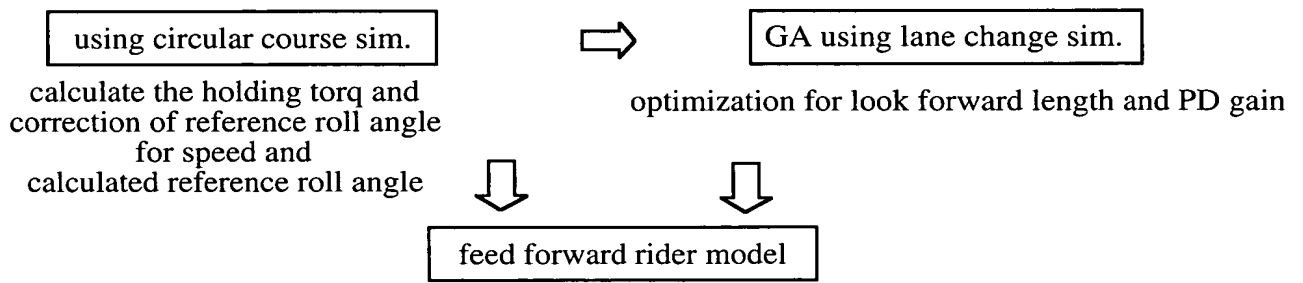 using circular course sim.
GA using lane change sim.
calculate the holding torq and
correction of reference roll angle
for speed and
calculated reference roll angle
optimization for look forward length and PD gain
feed forward rider model